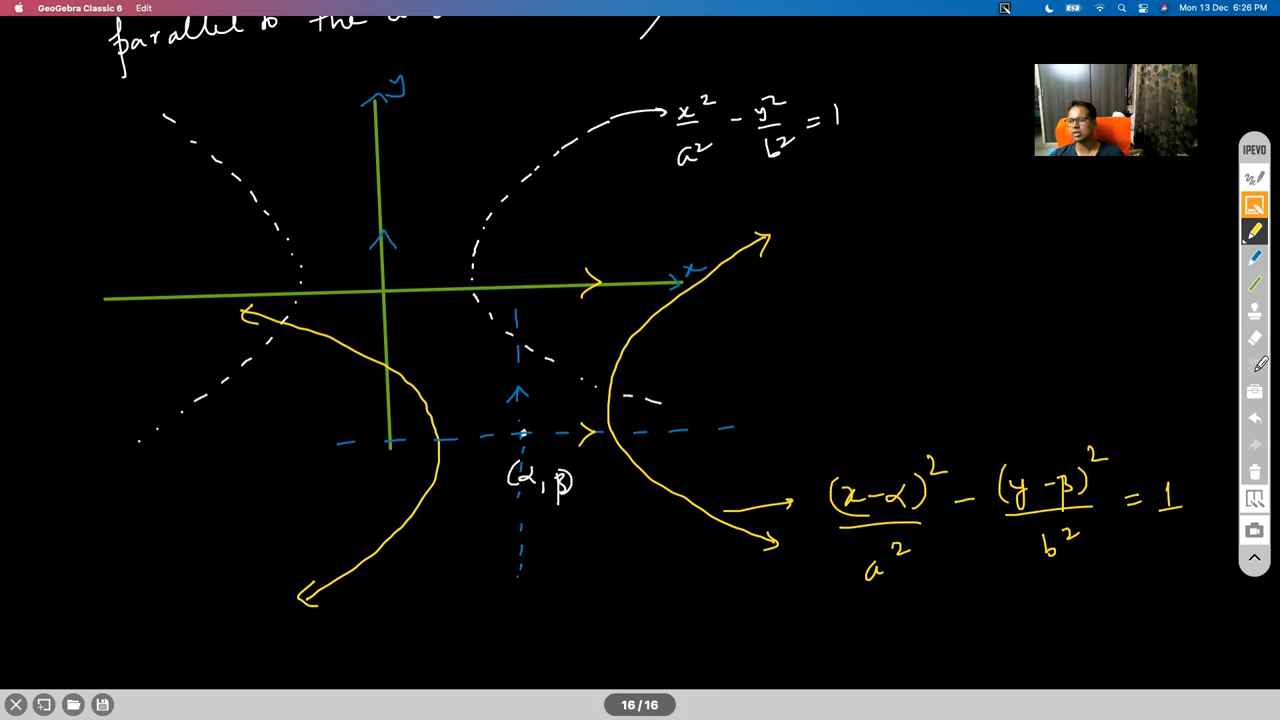 GeoGebra Classic 6 Edit Mon 13 Dec 6:26 PM
parallel to the
y
x²/a² - y²/b² = 1
IPEVO
x
(α, β)
(x-α)²/a² - (y-β)²/b² = 1
16/16